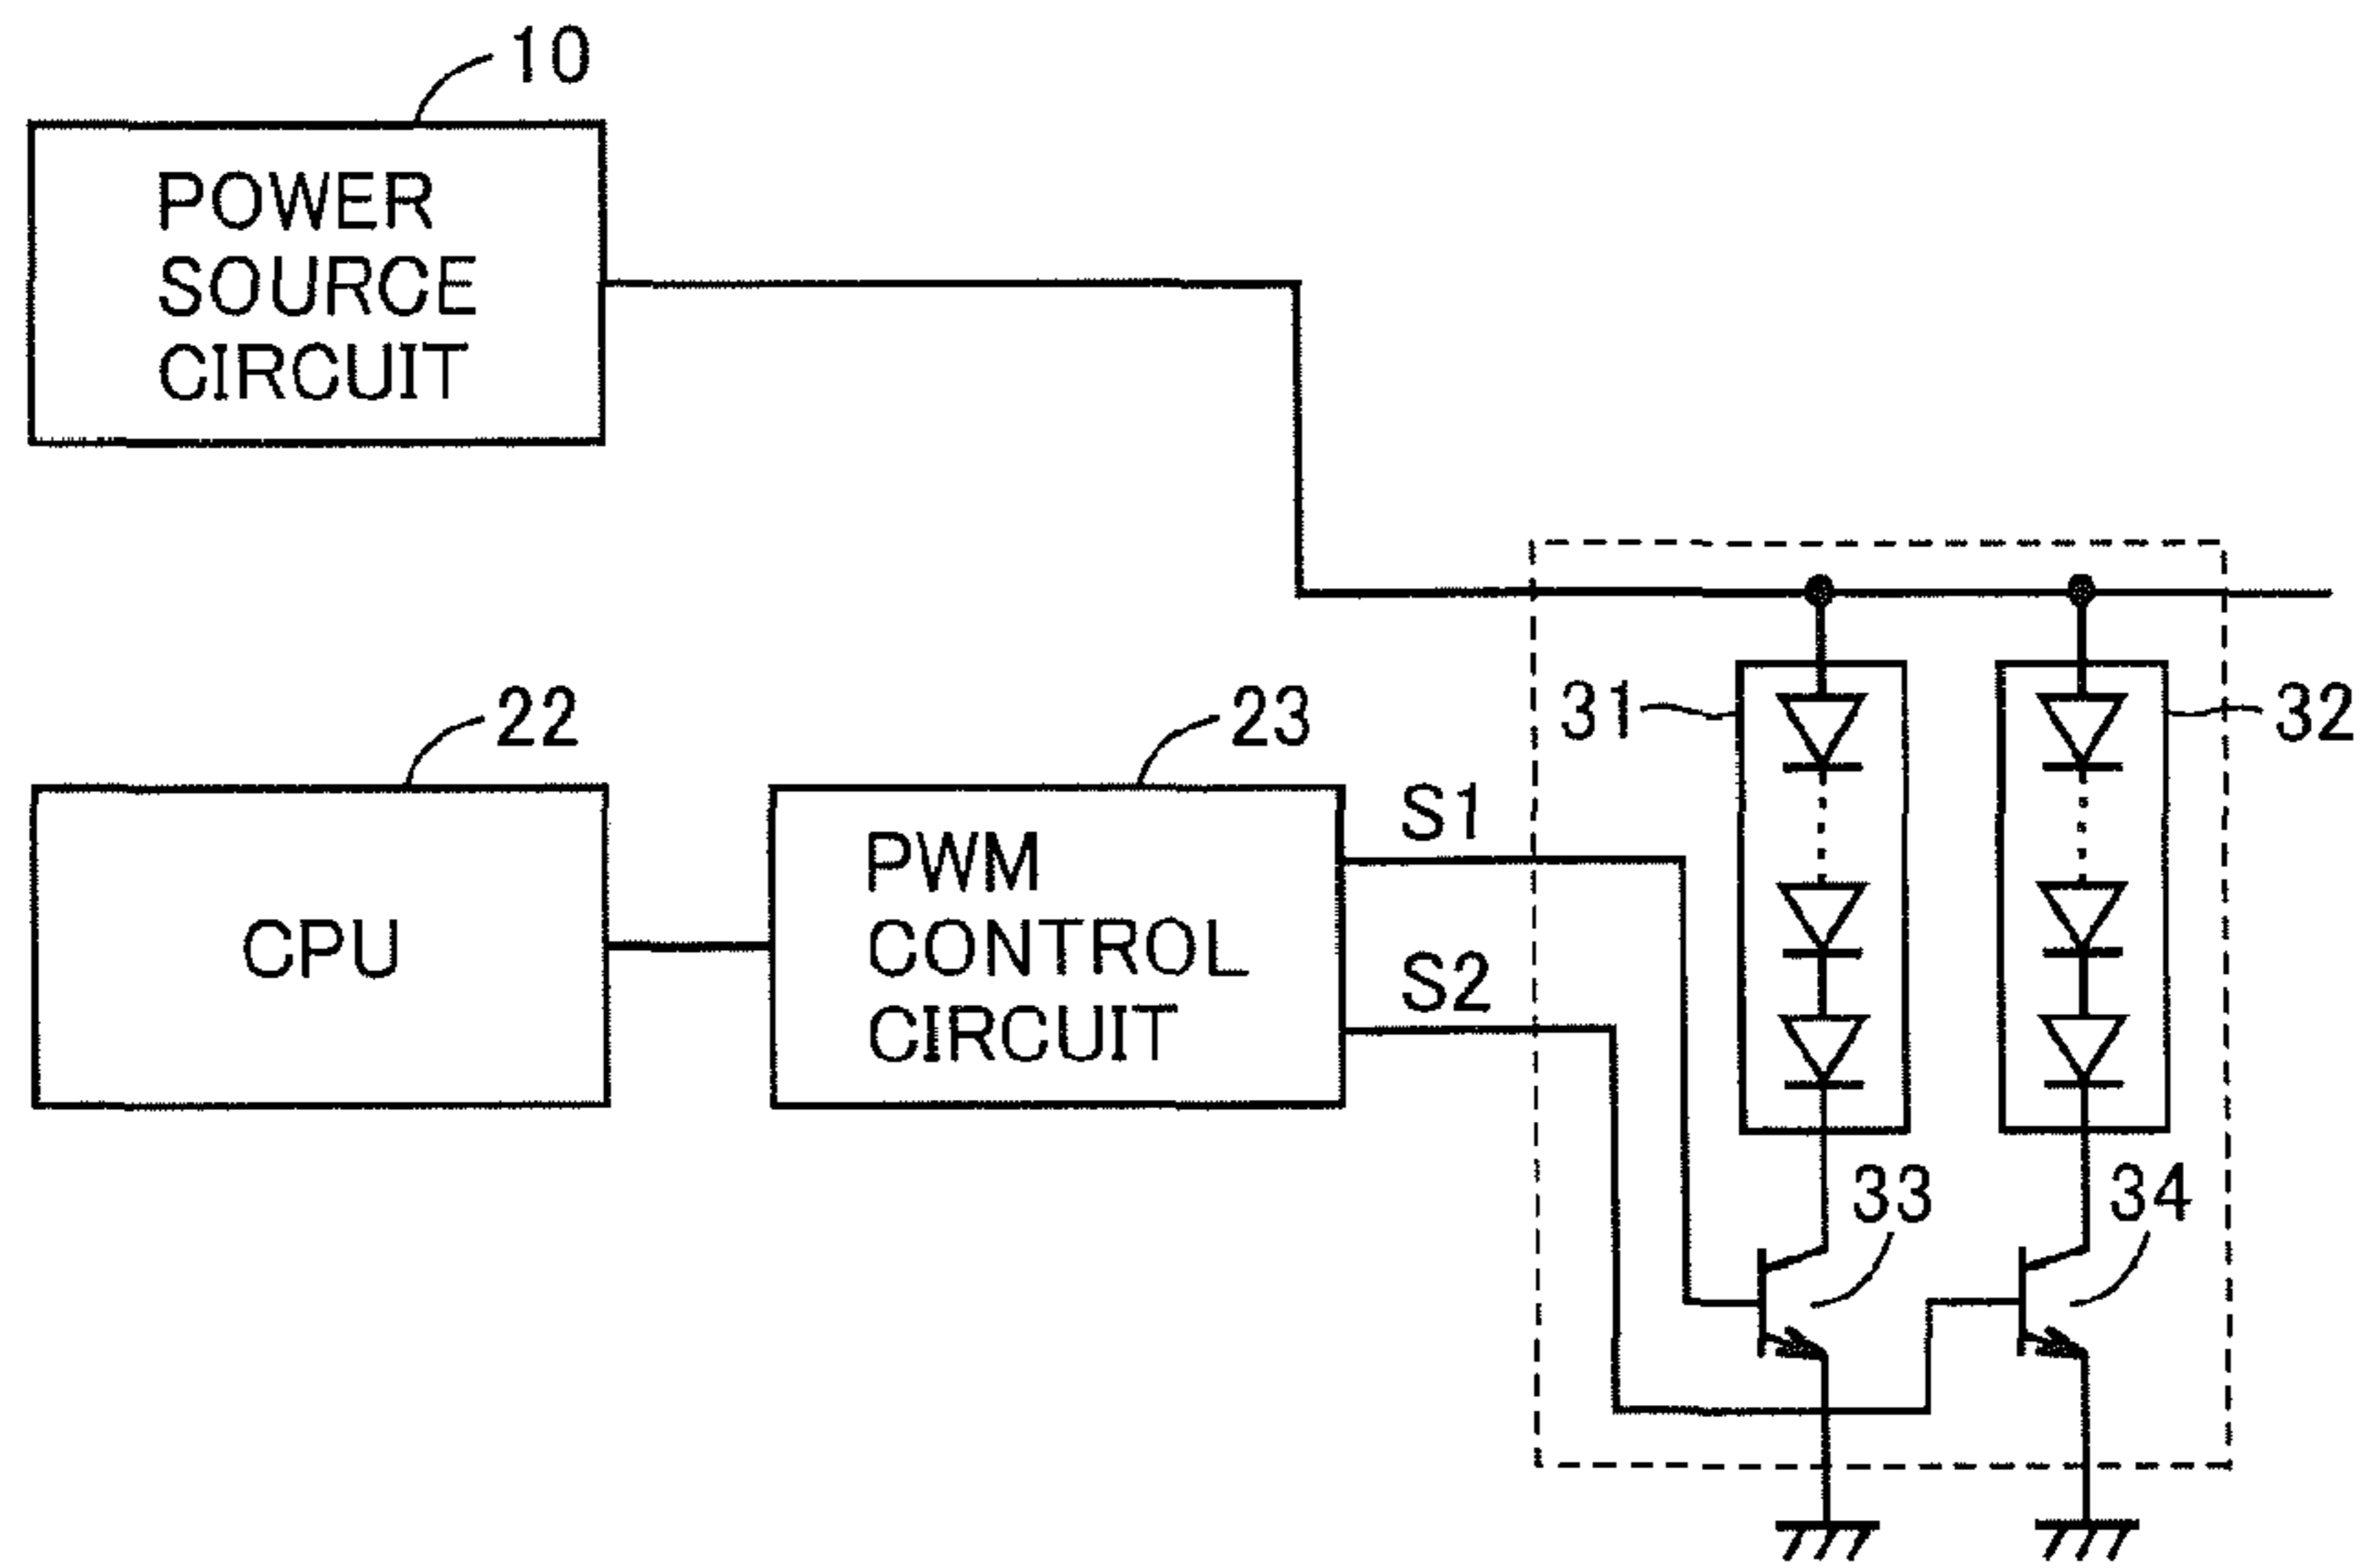 10
POWER
SOURCE
CIRCUIT
22
CPU
23
PWM
CONTROL
CIRCUIT
S1
S2
31
32
33
34